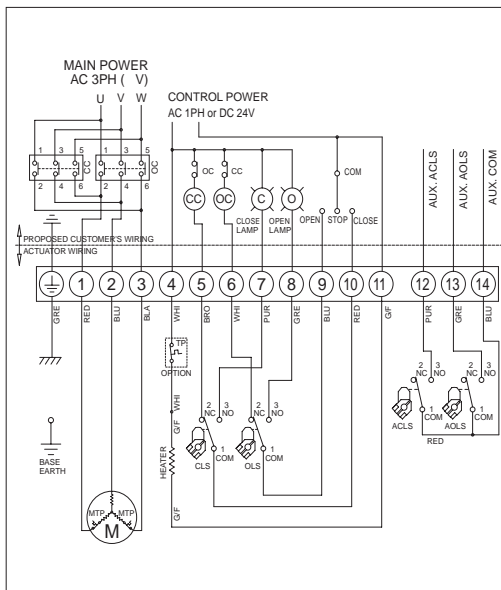 MAIN POWER
AC 3PH ( V)
U V W
CONTROL POWER
AC 1PH or DC 24V
1 3 5
2 4 6
CC
1 3 5
2 4 6
OC
OC
CC
CC
OC
C
O
CLOSE
LAMP
OPEN
LAMP
COM
OPEN
STOP
CLOSE
AUX. ACLS
AUX. AOLS
AUX. COM
PROPOSED CUSTOMER'S WIRING
ACTUATOR WIRING
1 2 3 4 5 6 7 8 9 10 11 12 13 14
GRE RED BLU BLA WHI BRO WHI PUR GRE BLU RED G/F PUR GRE BLU
TP
OPTION
WHI
G/F
HEATER
G/F
2
NC
3
NO
1
COM
CLS
2
NC
3
NO
1
COM
OLS
2
NC
3
NO
1
COM
ACLS
2
NC
3
NO
1
COM
AOLS
RED
BASE
EARTH
MTP
MTP
M